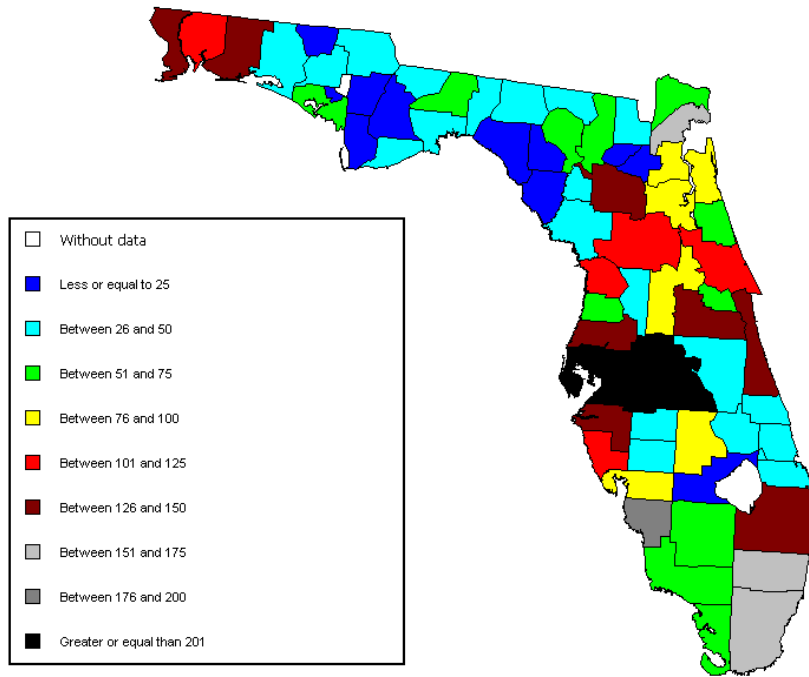 Without data
Less or equal to 25
Between 26 and 50
Between 51 and 75
Between 76 and 100
Between 101 and 125
Between 126 and 150
Between 151 and 175
Between 176 and 200
Greater or equal than 201